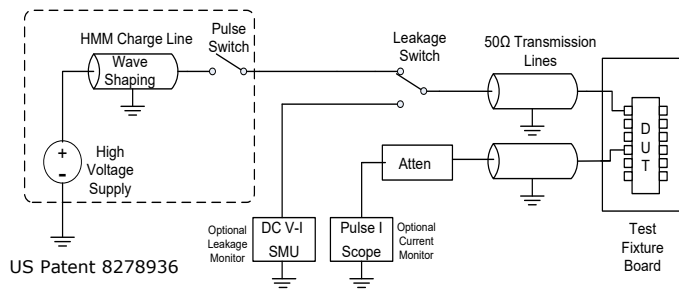 HMM Charge Line
Wave
Shaping
Pulse
Switch
Leakage
Switch
50Ω Transmission
Lines
+
-
High
Voltage
Supply
Atten
D
U
T
Optional
Leakage
Monitor
DC V-I
SMU
Pulse I
Scope
Optional
Current
Monitor
Test
Fixture
Board
US Patent 8278936